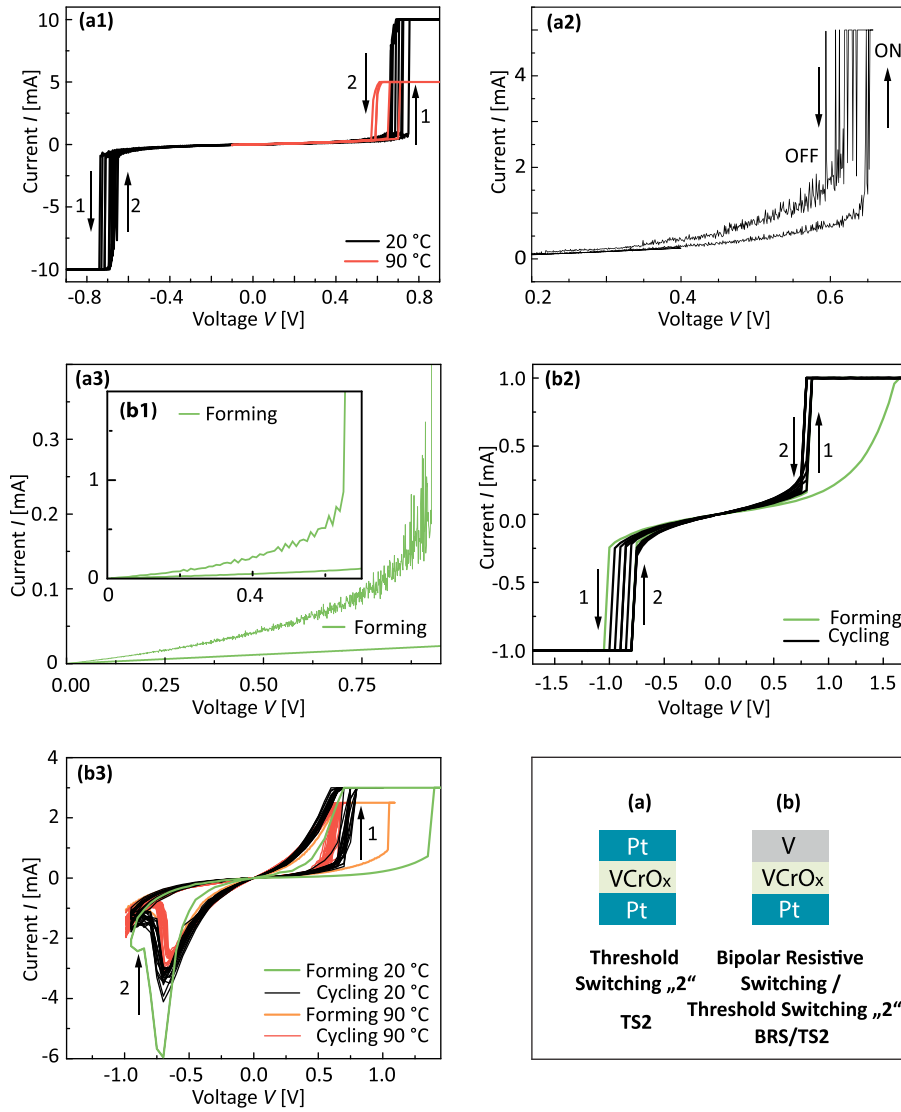 (a1)
10
5
0
-5
-10
Current I [mA]
2
1
1
2
20 °C
90 °C
-0.8
-0.4
0.0
0.4
0.8
Voltage V [V]
(a2)
4
2
0
Current I [mA]
ON
OFF
0.2
0.4
0.6
Voltage V [V]
(a3)
0.3
0.2
0.1
0
Current I [mA]
(b1)
Forming
1
0
0
0.4
Forming
0.00
0.25
0.50
0.75
Voltage V [V]
(b2)
1.0
0.5
0.0
-0.5
-1.0
Current I [mA]
2
1
1
2
Forming
Cycling
-1.5
-1.0
-0.5
0.0
0.5
1.0
1.5
Voltage V [V]
(b3)
4
2
0
-2
-4
-6
Current I [mA]
1
2
Forming 20 °C
Cycling 20 °C
Forming 90 °C
Cycling 90 °C
-1.0
-0.5
0.0
0.5
1.0
Voltage V [V]
(a)
Pt
VCrOx
Pt
Threshold
Switching „2“
TS2
(b)
V
VCrOx
Pt
Bipolar Resistive
Switching /
Threshold Switching „2“
BRS/TS2